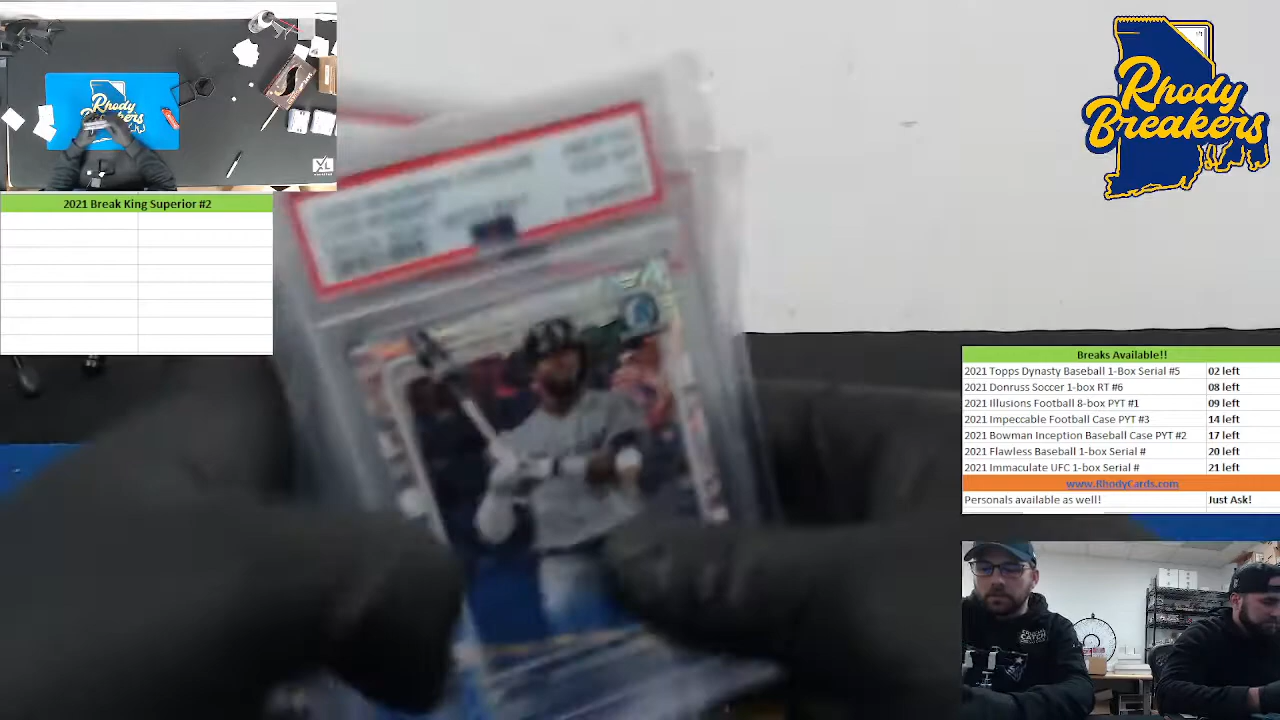 Rhody
Breakers
2021 Break King Superior #2
Rhody
Breakers
XL
Breaks Available!!
2021 Topps Dynasty Baseball 1-Box Serial #5 02 left
2021 Donruss Soccer 1-box RT #6 08 left
2021 Illusions Football 8-box PYT #1 09 left
2021 Impeccable Football Case PYT #3 14 left
2021 Bowman Inception Baseball Case PYT #2 17 left
2021 Flawless Baseball 1-box Serial # 20 left
2021 Immaculate UFC 1-box Serial # 21 left
www.RhodyCards.com
Personals available as well! Just Ask!